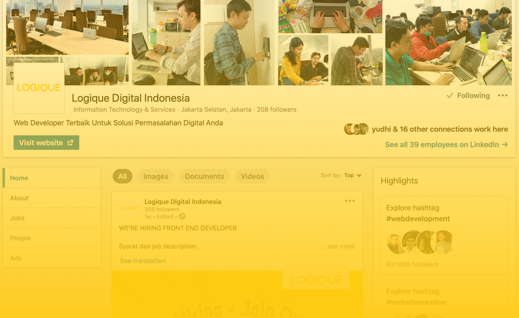 LOGIQUE
Logique Digital Indonesia
Information Technology & Services · Jakarta Selatan, Jakarta · 208 followers
Following
Web Developer Terbaik Untuk Solusi Permasalahan Digital Anda
yudhi & 16 other connections work here
Visit website
See all 39 employees on Linkedin →
Home
About
Jobs
People
Ads
All
Images
Documents
Videos
Sort by: Top
Logique Digital Indonesia
208 followers
1w • Edited •
WE'RE HIRING FRONT END DEVELOPER
Syarat dan job description:
...see more
See translation
LOGIQUE
Highlights
Explore hashtag
#webdevelopment
followers
Explore hashtag
#websitecreation